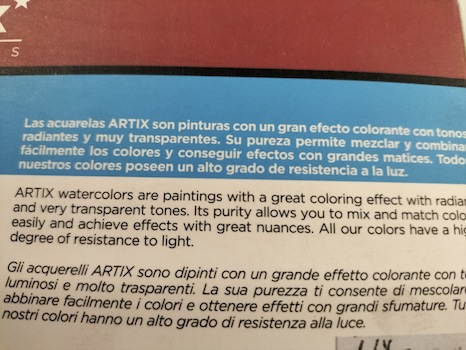 S
Las acuarelas ARTIX son pinturas con un gran efecto colorante con tonos
radiantes y muy transparentes. Su pureza permite mezclar y combinar
fácilmente los colores y conseguir efectos con grandes matices. Todo
nuestros colores poseen un alto grado de resistencia a la luz.
ARTIX watercolors are paintings with a great coloring effect with radia
and very transparent tones. Its purity allows you to mix and match colo
easily and achieve effects with great nuances. All our colors have a hig
degree of resistance to light.
Gli acquerelli ARTIX sono dipinti con un grande effetto colorante con to
luminosi e molto trasparenti. La sua purezza ti consente di mescolare
abbinare facilmente i colori e ottenere effetti con grandi sfumature. Tu
nostri colori hanno un alto grado di resistenza alla luce.